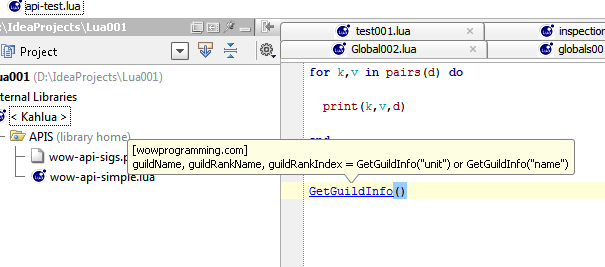 api-test.lua
:\IdeaProjects\Lua001
Project
ua001 (D:\IdeaProjects\Lua001)
ternal Libraries
< Kahlua >
APIS (library home)
wow-api-sigs.p
wow-api-simple.lua
test001.lua
inspection
Global002.lua
globals00
for k,v in pairs(d) do
print(k,v,d)
[wowprogramming.com]
guildName, guildRankName, guildRankIndex = GetGuildInfo("unit") or GetGuildInfo("name")
GetGuildInfo()